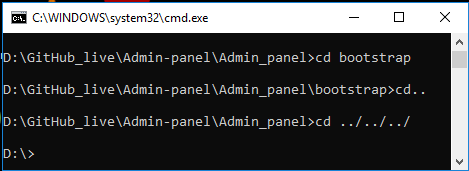 C:\WINDOWS\system32\cmd.exe
D:\GitHub_live\Admin-panel\Admin_panel>cd bootstrap
D:\GitHub_live\Admin-panel\Admin_panel\bootstrap>cd..
D:\GitHub_live\Admin-panel\Admin_panel>cd ../../../
D:\>